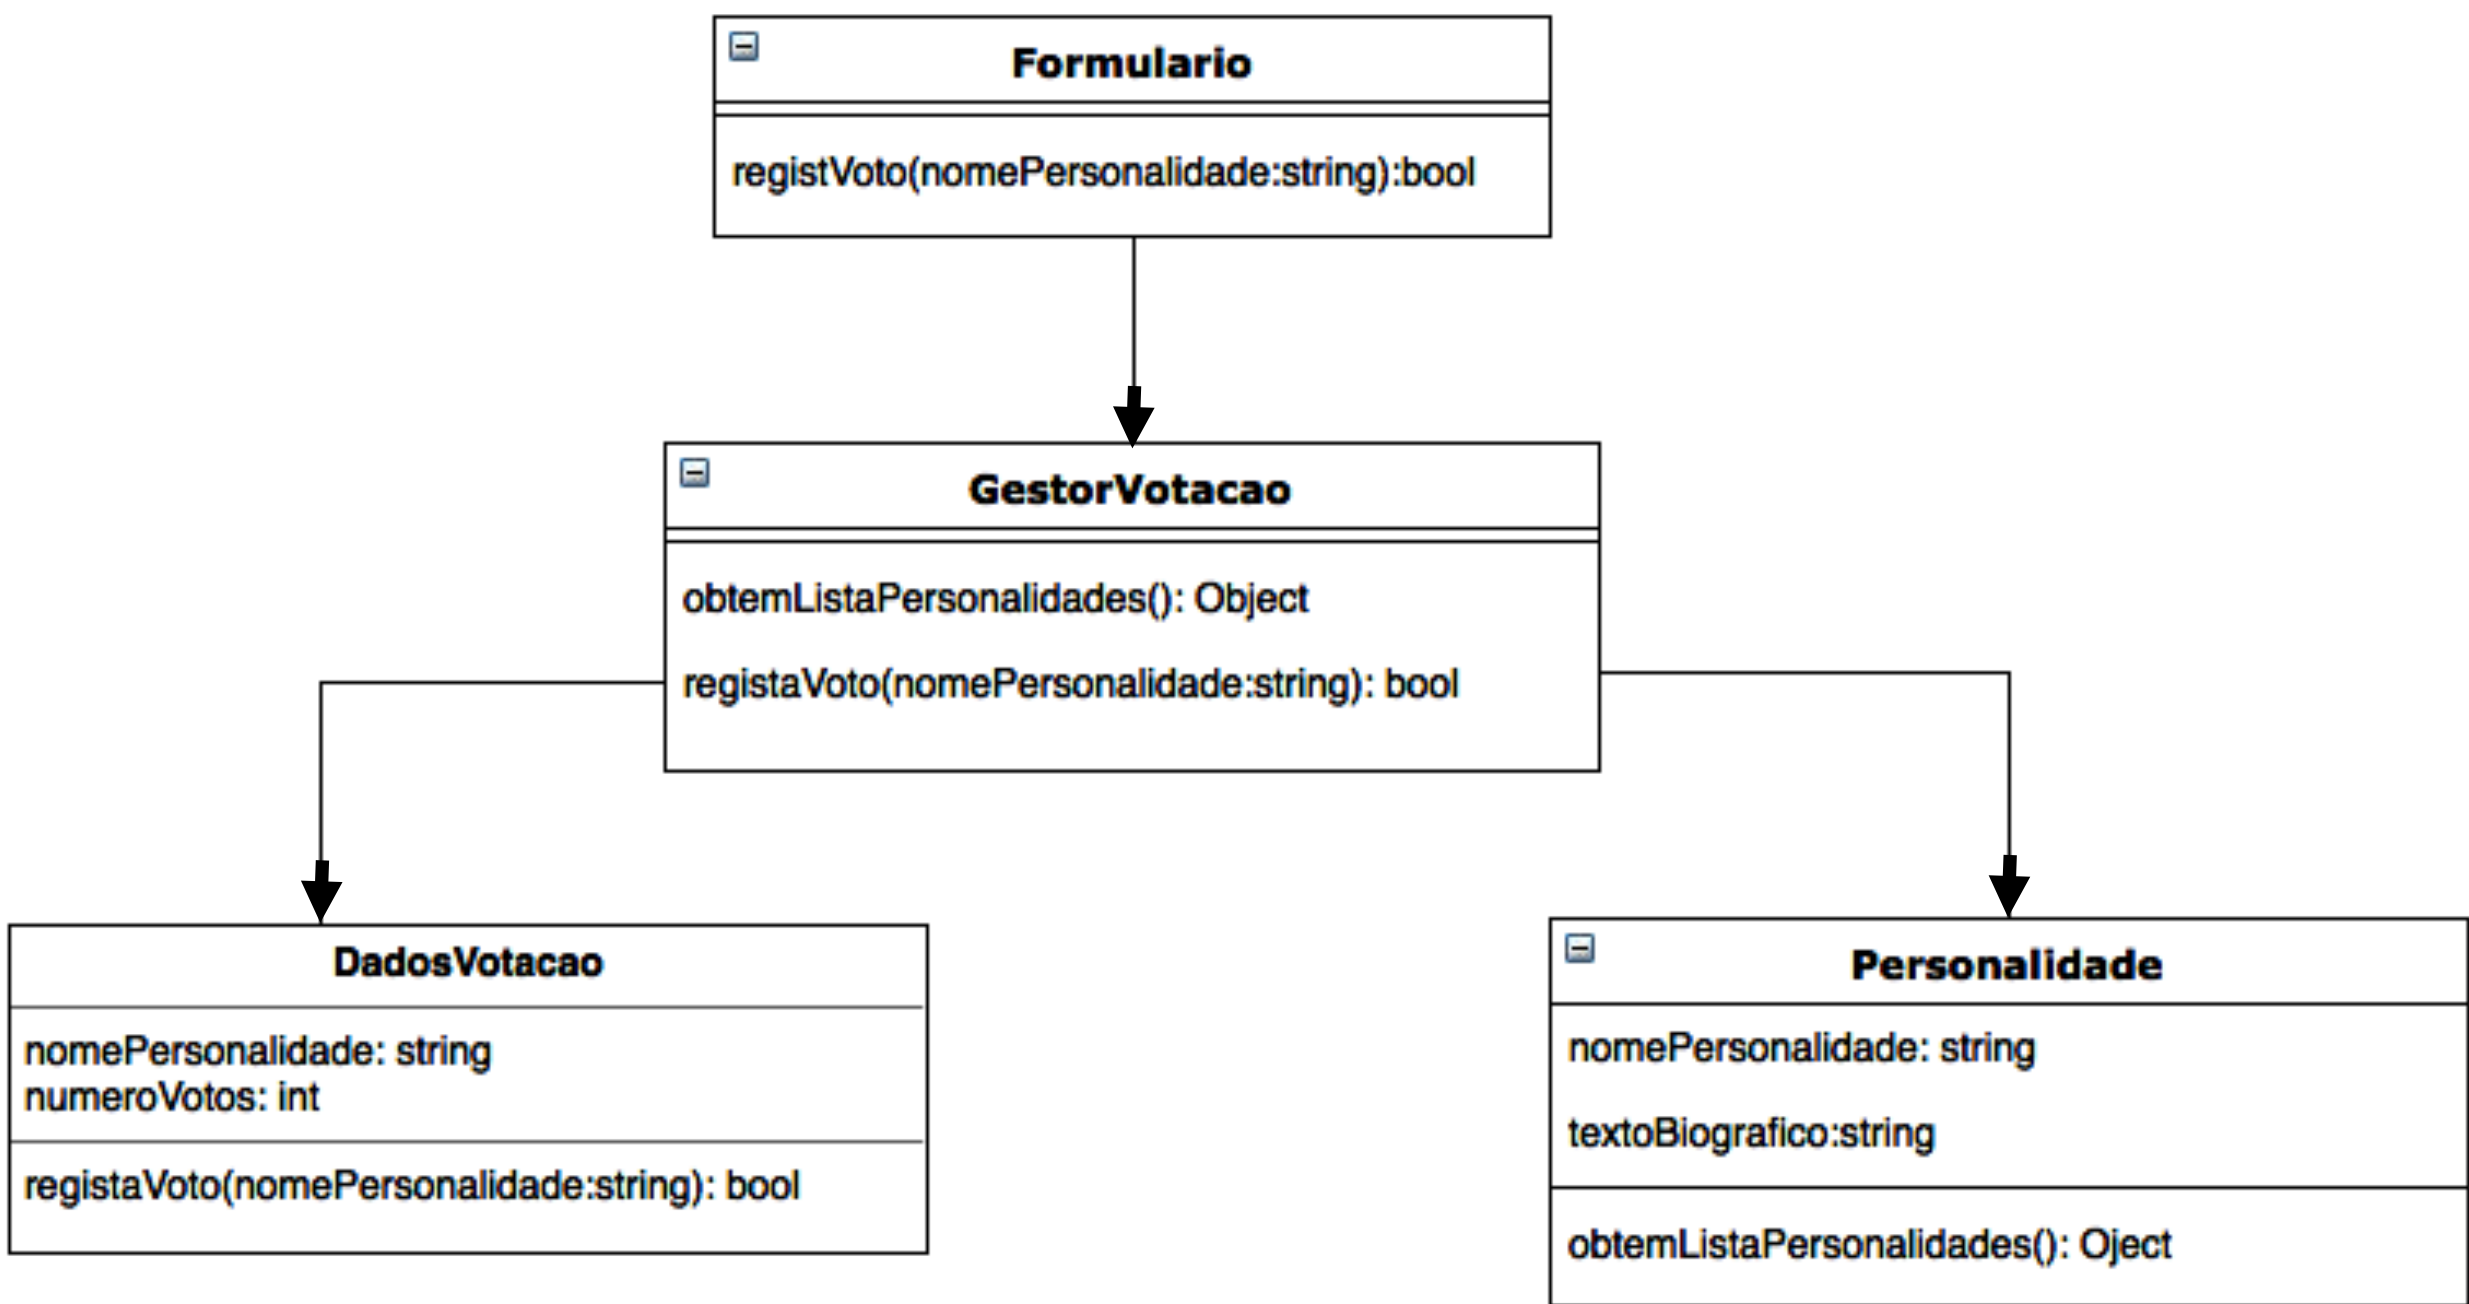 Formulario
registVoto(nomePersonalidade:string):bool
GestorVotacao
obtemListaPersonalidades(): Object
registaVoto(nomePersonalidade:string): bool
DadosVotacao
nomePersonalidade: string
numeroVotos: int
registaVoto(nomePersonalidade:string): bool
Personalidade
nomePersonalidade: string
textoBiografico:string
obtemListaPersonalidades(): Oject